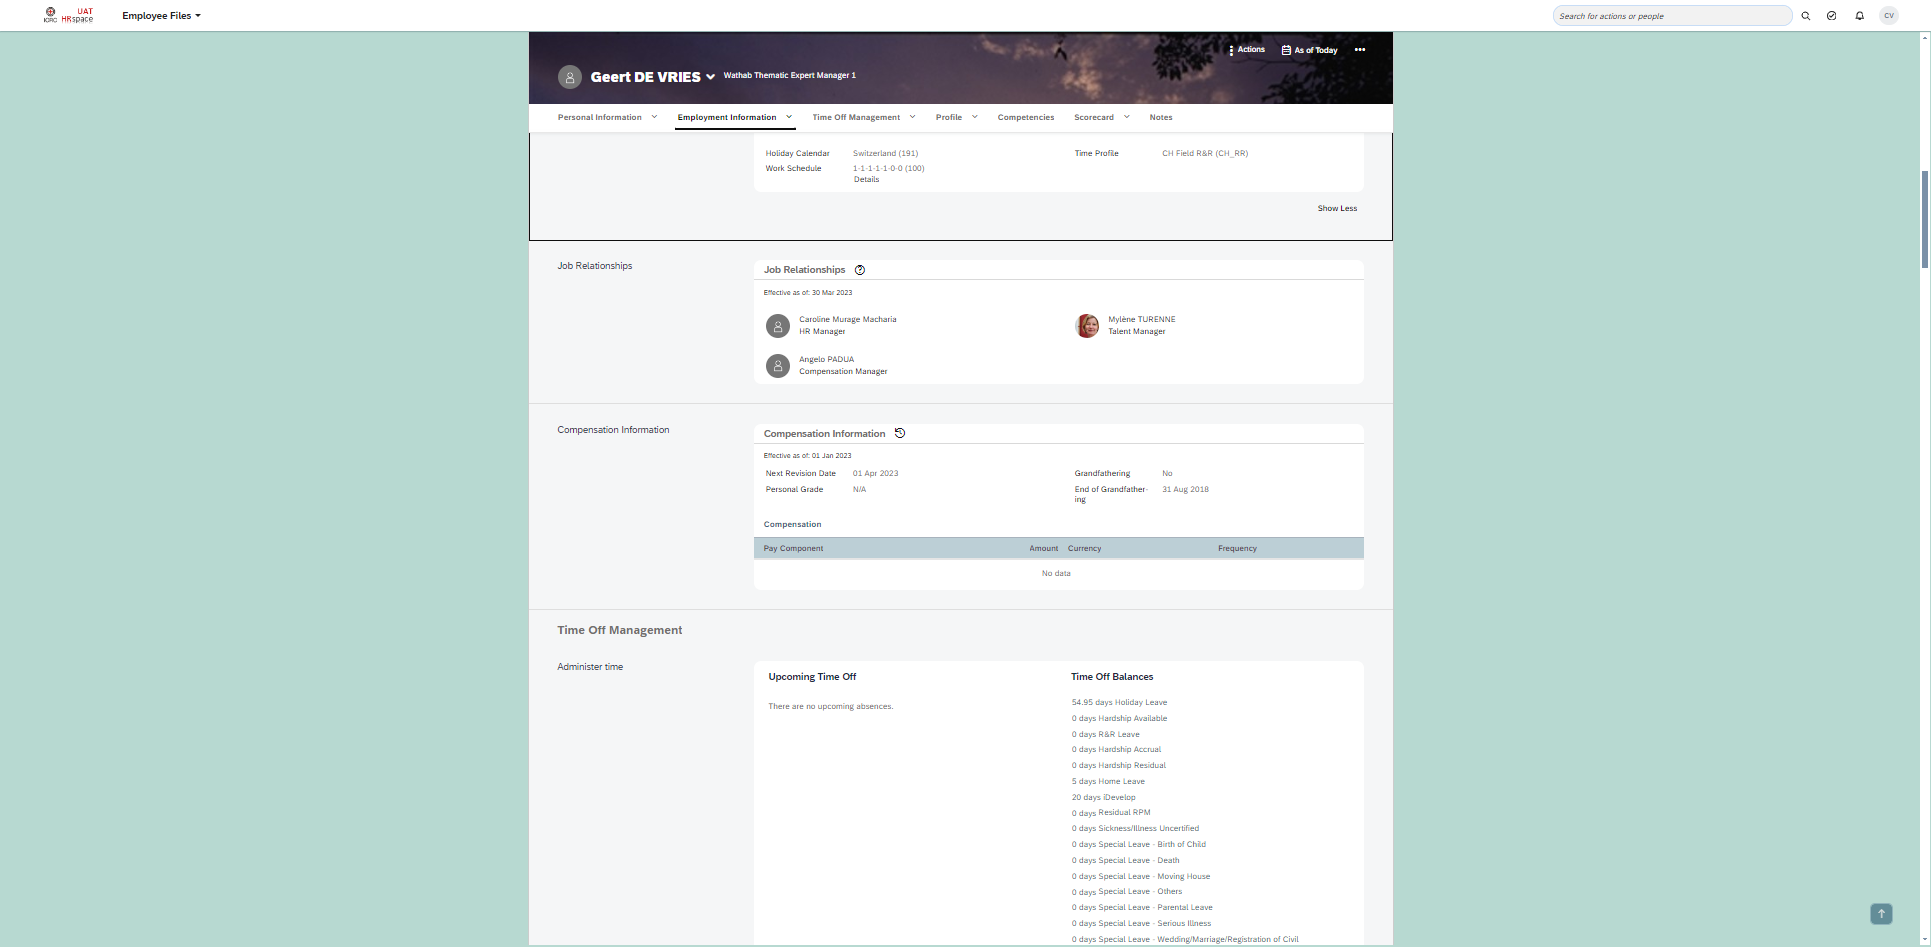 ICRC
UAT
HRspace
Employee Files
Search for actions or people
CV
Actions
As of Today
Geert DE VRIES
Wathab Thematic Expert Manager 1
Personal Information
Employment Information
Time Off Management
Profile
Competencies
Scorecard
Notes
Holiday Calendar
Switzerland (191)
Time Profile
CH Field R&R (CH_RR)
Work Schedule
1-1-1-1-1-0-0 (100)
Details
Show Less
Job Relationships
Job Relationships
Effective as of: 30 Mar 2023
Caroline Murage Macharia
HR Manager
Mylène TURENNE
Talent Manager
Angelo PADUA
Compensation Manager
Compensation Information
Compensation Information
Effective as of: 01 Jan 2023
Next Revision Date
01 Apr 2023
Grandfathering
No
Personal Grade
N/A
End of Grandfather-
ing
31 Aug 2018
Compensation
Pay Component
Amount
Currency
Frequency
No data
Time Off Management
Administer time
Upcoming Time Off
There are no upcoming absences.
Time Off Balances
54.95 days Holiday Leave
0 days Hardship Available
0 days R&R Leave
0 days Hardship Accrual
0 days Hardship Residual
5 days Home Leave
20 days iDevelop
0 days Residual RPM
0 days Sickness/Illness Uncertified
0 days Special Leave - Birth of Child
0 days Special Leave - Death
0 days Special Leave - Moving House
0 days Special Leave - Others
0 days Special Leave - Parental Leave
0 days Special Leave - Serious Illness
0 days Special Leave - Wedding/Marriage/Registration of Civil